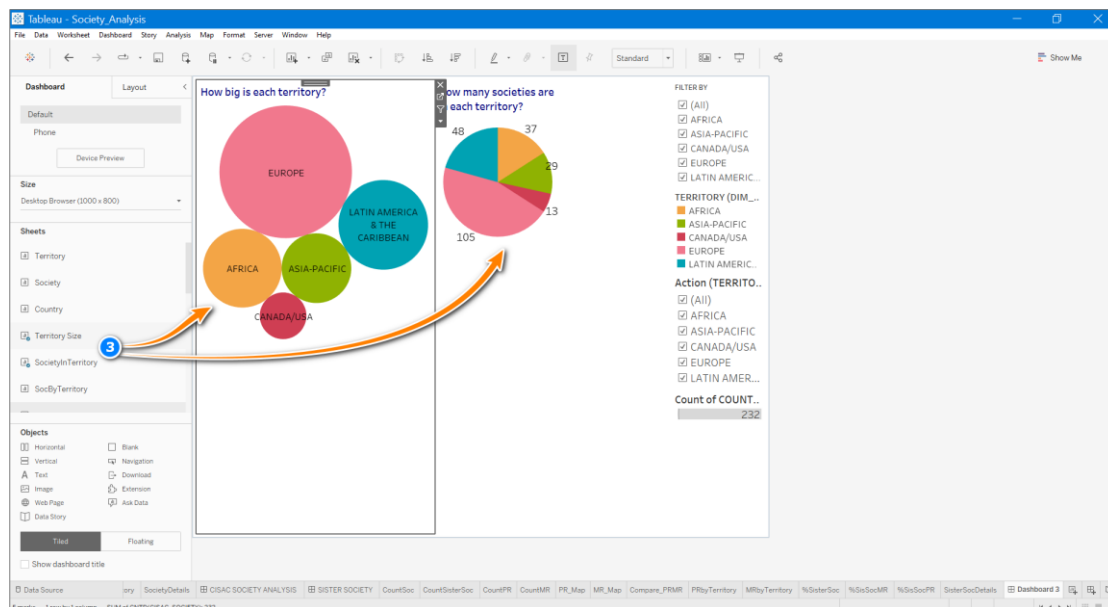 Tableau - Society_Analysis
File Data Worksheet Dashboard Story Analysis Map Format Server Window Help
Standard
Show Me
Dashboard
Layout
Default
Phone
Device Preview
Size
Desktop Browser (1000 x 800)
Sheets
Territory
Society
Country
Territory Size
SocietyInTerritory
SocByTerritory
3
Objects
Horizontal
Blank
Vertical
Navigation
Text
Download
Image
Extension
Web Page
Ask Data
Data Story
Tiled
Floating
Show dashboard title
How big is each territory?
EUROPE
LATIN AMERICA
& THE
CARIBBEAN
AFRICA
ASIA-PACIFIC
CANADA/USA
ow many societies are
each territory?
48
37
29
13
105
FILTER BY
(All)
AFRICA
ASIA-PACIFIC
CANADA/USA
EUROPE
LATIN AMERIC...
TERRITORY (DIM_...
AFRICA
ASIA-PACIFIC
CANADA/USA
EUROPE
LATIN AMERIC...
Action (TERRITO...
(All)
AFRICA
ASIA-PACIFIC
CANADA/USA
EUROPE
LATIN AMER...
Count of COUNT...
232
Data Source ory SocietyDetails CISAC SOCIETY ANALYSIS SISTER SOCIETY CountSoc CountSisterSoc CountPR CountMR PR_Map MR_Map Compare_PRMR PRbyTerritory MRbyTerritory %SisterSoc %SisSocMR %SisSocPR SisterSocDetails Dashboard 3